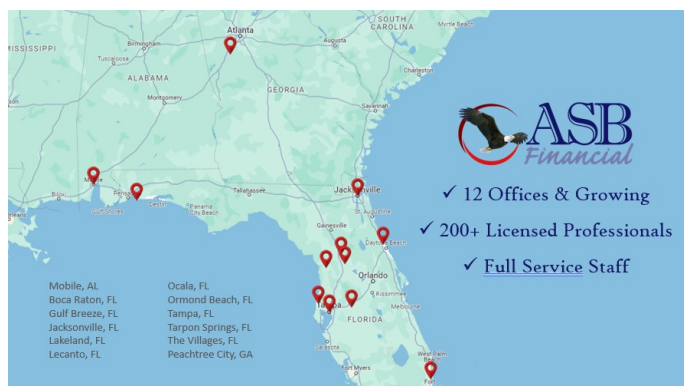 Atlanta
SOUTH
CAROLINA
Myrtle Beach
MISSISSIPPI
Birmingham
Augusta
Tuscaloosa
ALABAMA
Charleston
GEORGIA
Montgomery
Savannah
ASB
Financial
Biloxi
Tallahassee
Jacksonville
Gulf Shores
Destin
Panama
City Beach
St. Augustine
✓ 12 Offices & Growing
Gainesville
Daytona Beach
✓ 200+ Licensed Professionals
Orlando
✓ Full Service Staff
Kissimmee
Melbourne
Tampa
FLORIDA
Sarasota
Fort Myers
West Palm
Beach
Fort
Mobile, AL
Boca Raton, FL
Gulf Breeze, FL
Jacksonville, FL
Lakeland, FL
Lecanto, FL
Ocala, FL
Ormond Beach, FL
Tampa, FL
Tarpon Springs, FL
The Villages, FL
Peachtree City, GA